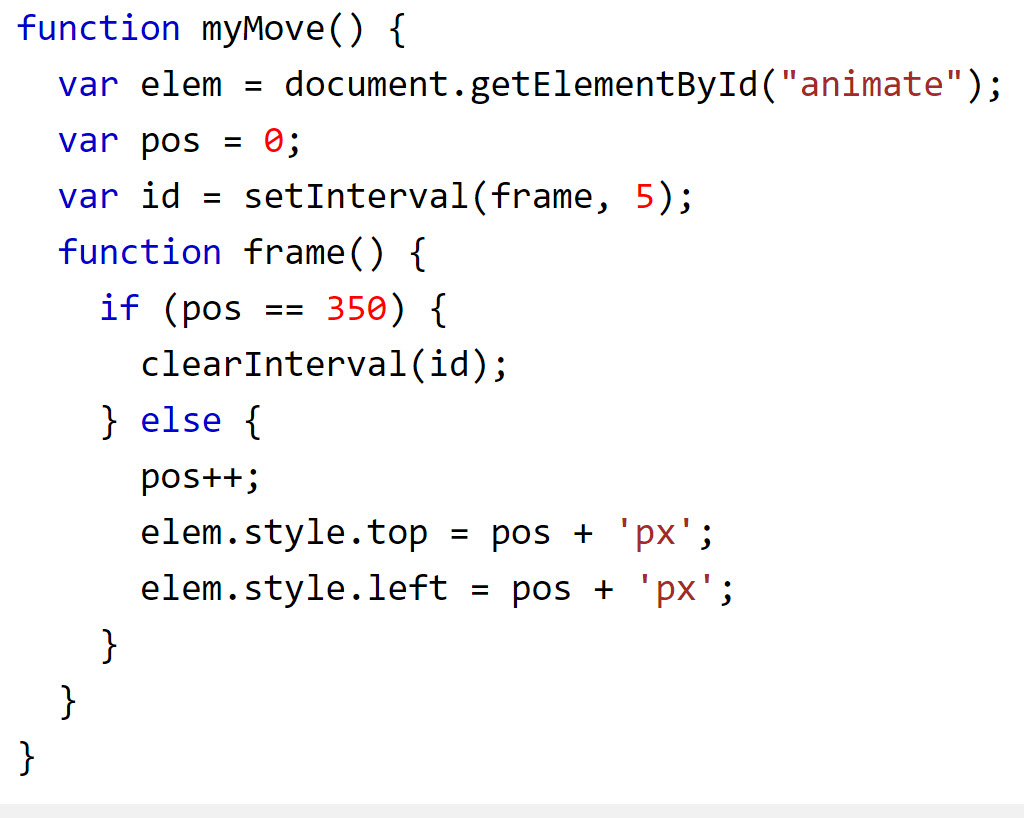 function myMove() {
  var elem = document.getElementById("animate");
  var pos = 0;
  var id = setInterval(frame, 5);
  function frame() {
    if (pos == 350) {
      clearInterval(id);
    } else {
      pos++;
      elem.style.top = pos + 'px';
      elem.style.left = pos + 'px';
    }
  }
}